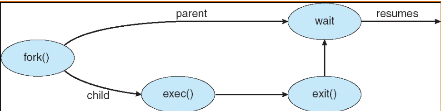 parent
wait
resumes
fork()
child
exec()
exit()